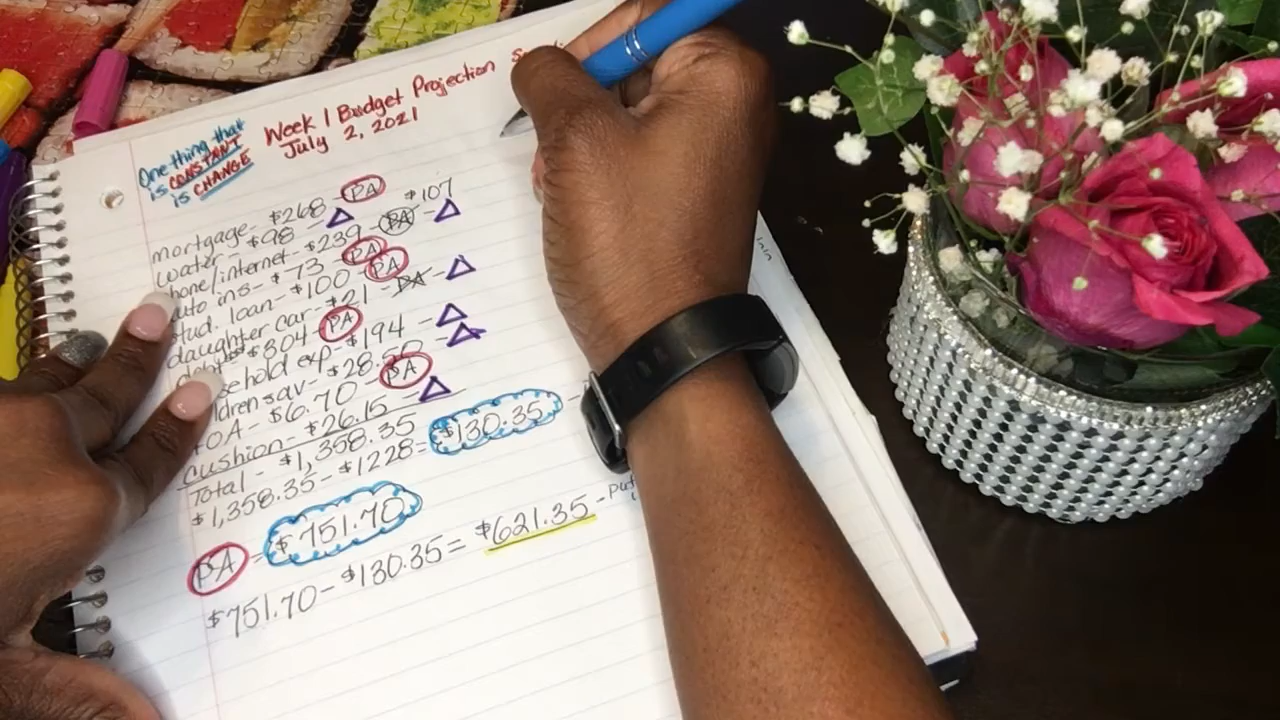 One thing that
is CONSTANT
is CHANGE
Week 1 Budget Projection
July 2, 2021
mortgage - $268 - PA
water - $98 - $107
phone/internet - $239 - PA -
auto ins - $73 - PA
stud. loan - $100 - PA
daughter car - $21 - PA -
debt - $304 - PA
household exp - $194 -
children sav - $28.50 -
$6.70 - PA
cushion - $26.15 -
Total - $1,358.35
$1,358.35 - $1228 = $130.35 -
PA = $751.70
$751.70 - $130.35 = $621.35 - put